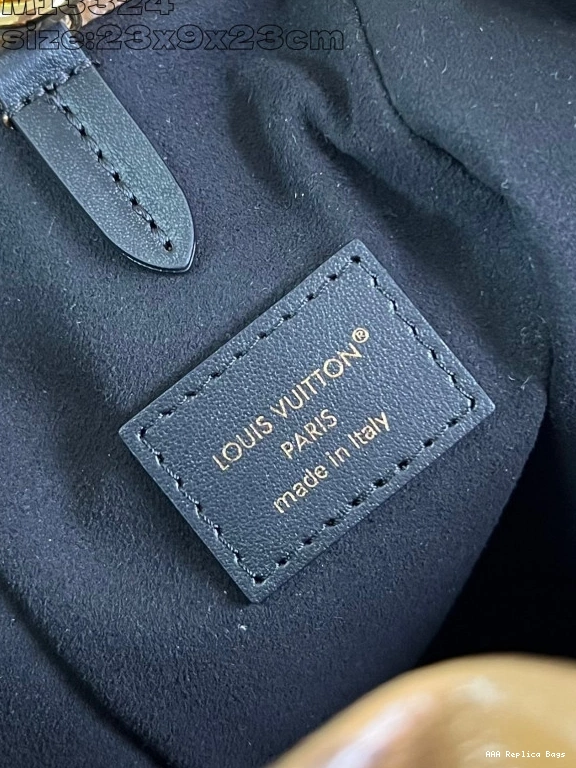 size:23x9x23cm
LOUIS VUITTON®
PARIS
made in Italy
AAA Replica Bags